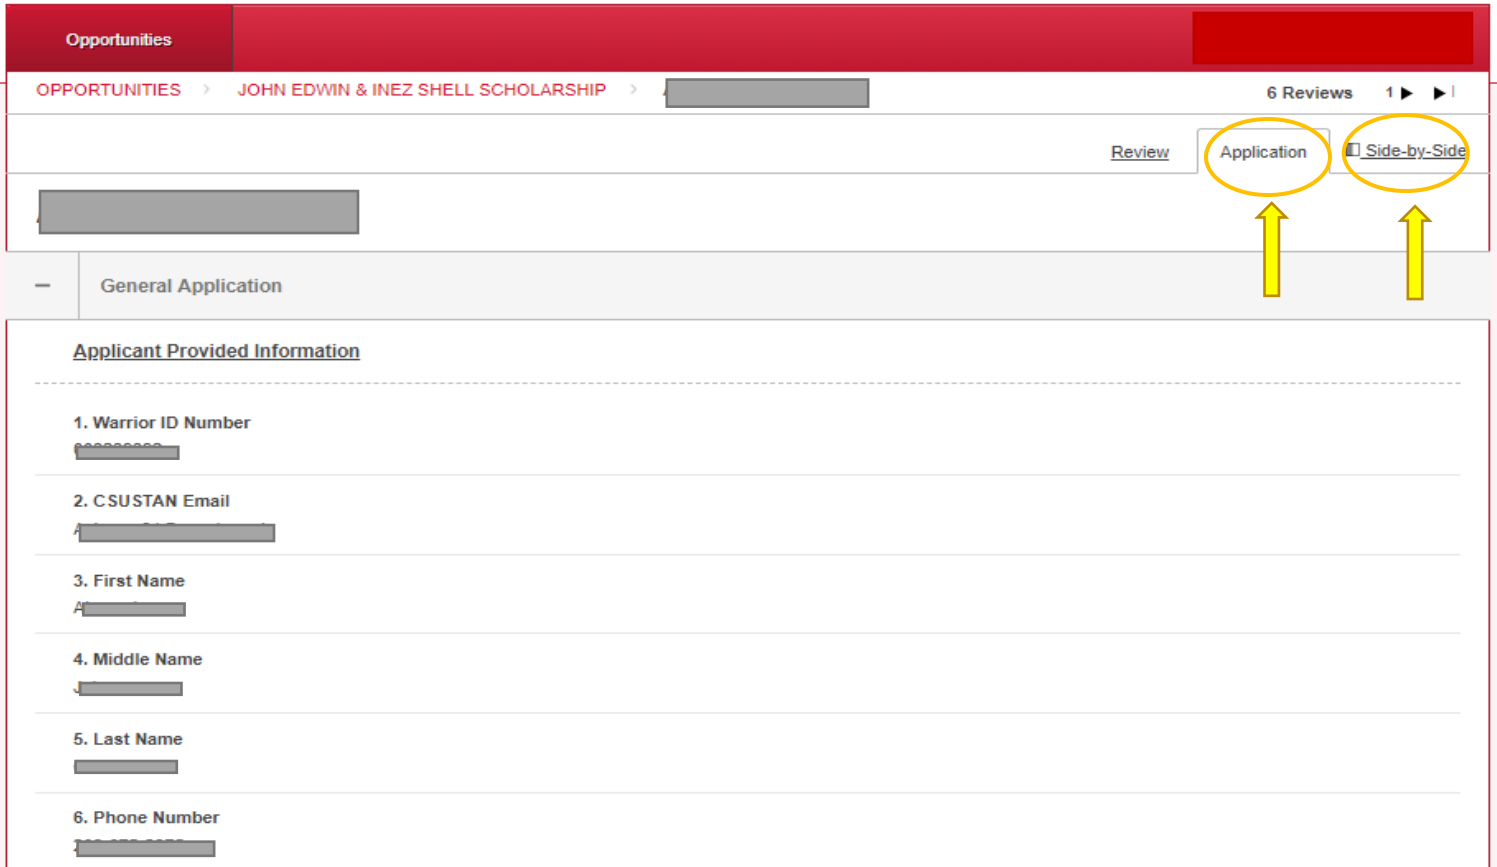 Opportunities
OPPORTUNITIES > JOHN EDWIN & INEZ SHELL SCHOLARSHIP >
6 Reviews 1
Review Application Side-by-Side
General Application
Applicant Provided Information
1. Warrior ID Number
2. CSUSTAN Email
3. First Name
4. Middle Name
5. Last Name
6. Phone Number